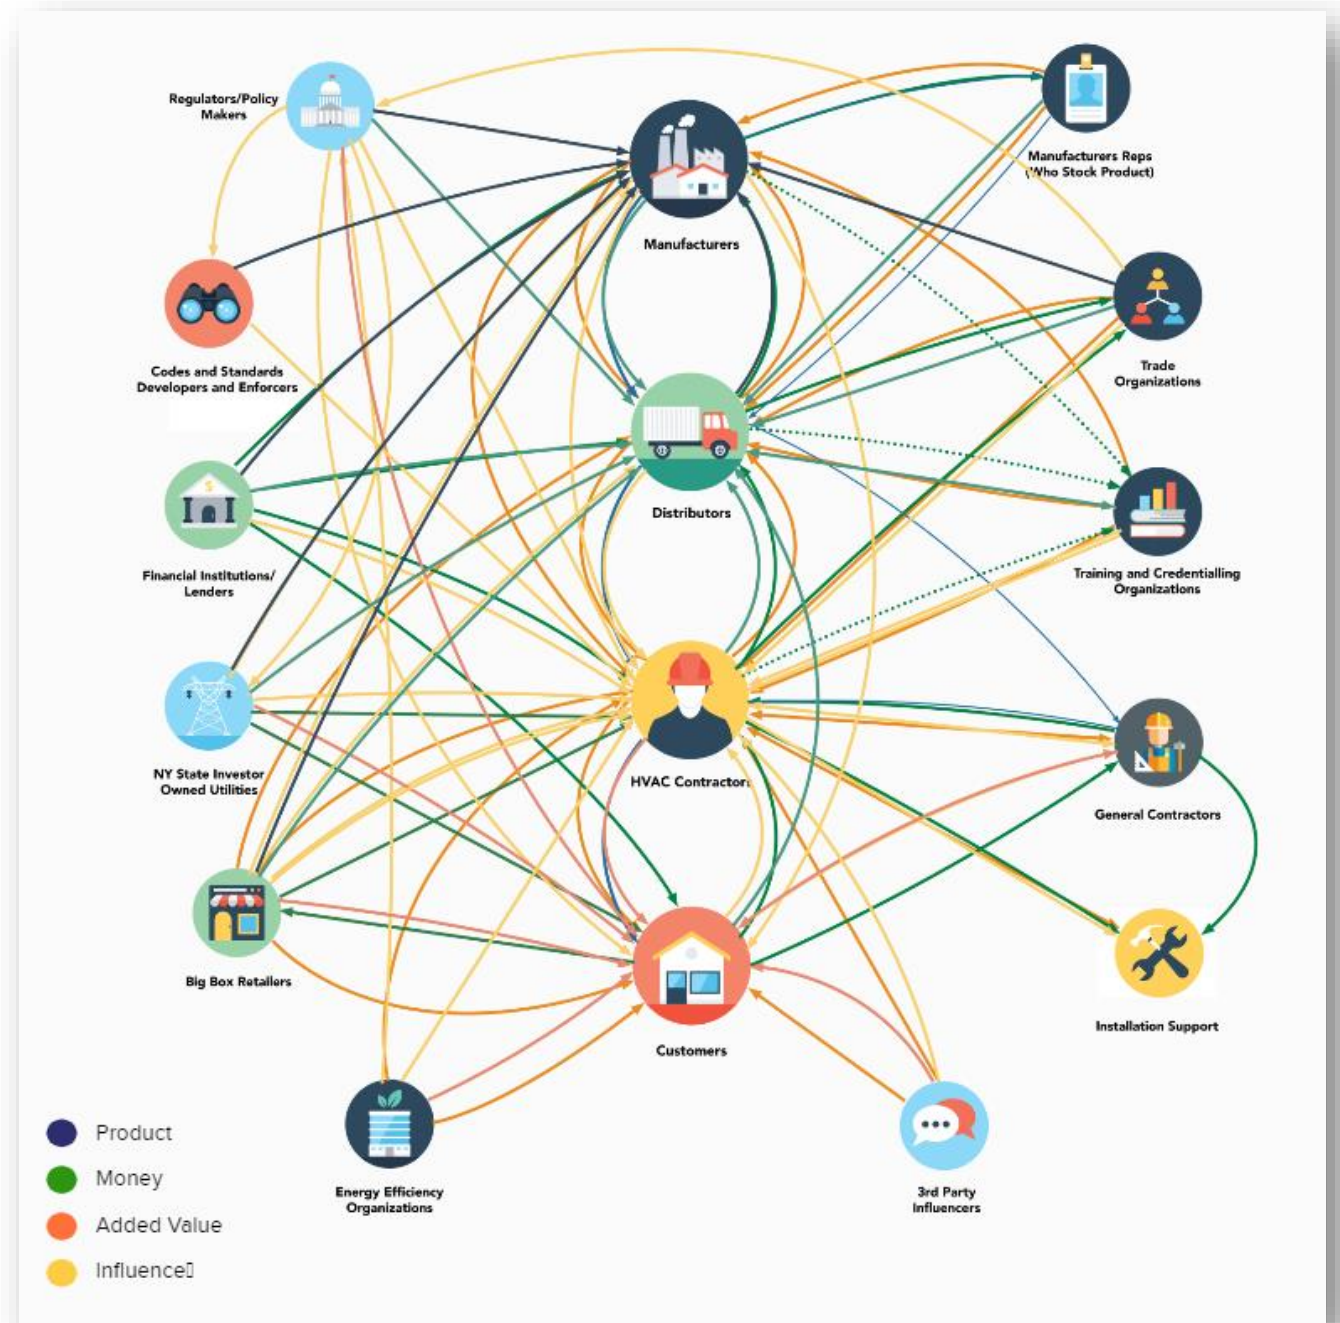 Regulators/Policy
Makers
Manufacturers Reps
(Who Stock Product)
Manufacturers
Trade
Organizations
Codes and Standards
Developers and Enforcers
Distributors
Financial Institutions/
Lenders
Training and Credentialling
Organizations
NY State Investor
Owned Utilities
HVAC Contractors
General Contractors
Big Box Retailers
Installation Support
Customers
Energy Efficiency
Organizations
3rd Party
Influencers
Product
Money
Added Value
Influence